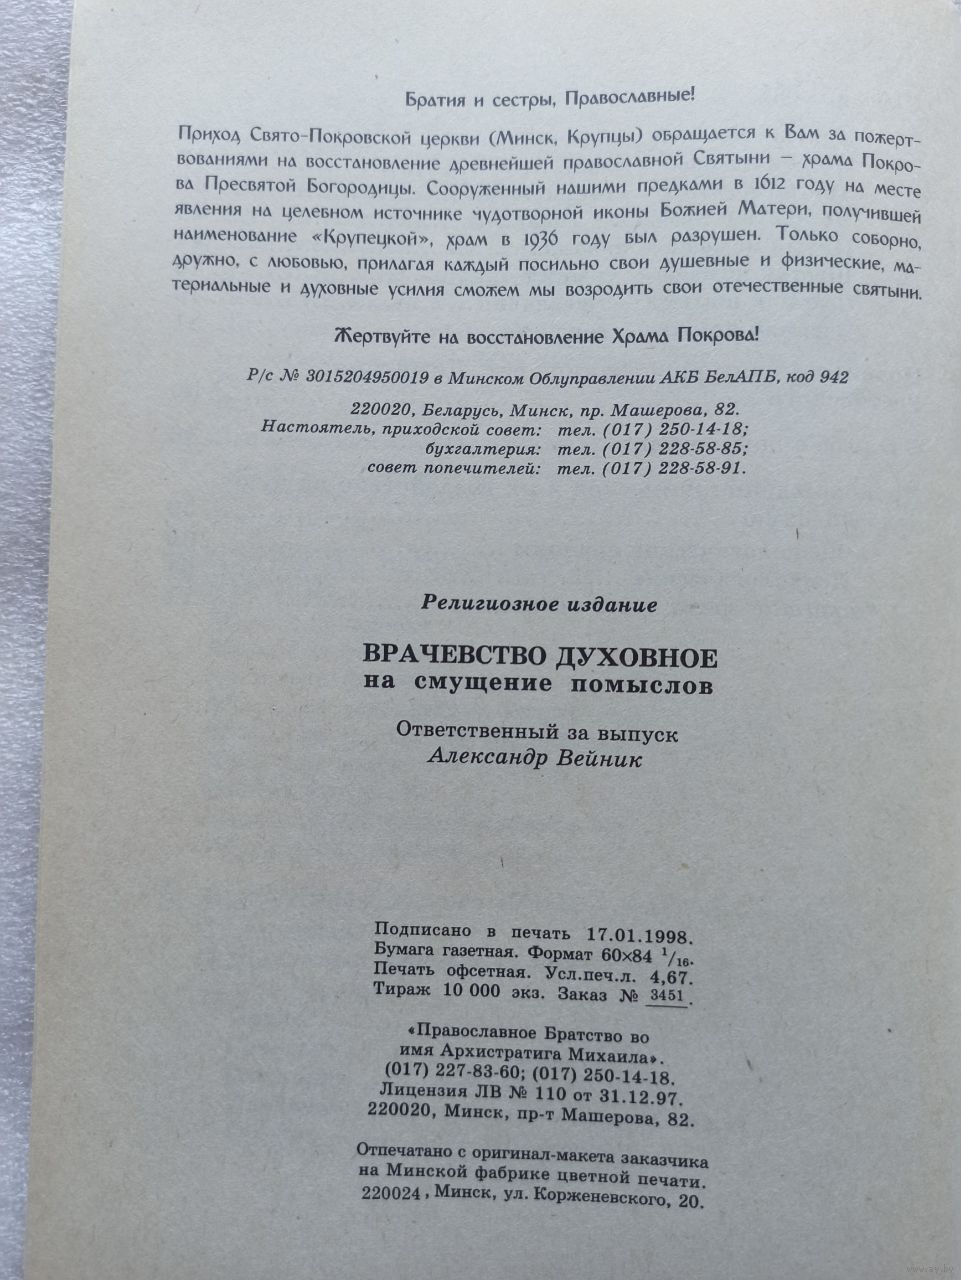 Братия и сестры, Православные!
Приход Свято-Покровской церкви (Минск, Крупцы) обращается к Вам за пожерт-
вованиями на восстановление древнейшей православной Святыни – храма Покро-
ва Пресвятой Богородицы. Сооруженный нашими предками в 1612 году на месте
явления на целебном источнике чудотворной иконы Божией Матери, получившей
наименование «Крупецкой», храм в 1936 году был разрушен. Только соборно,
дружно, с любовью, прилагая каждый посильно свои душевные и физические, ма-
териальные и духовные усилия сможем мы возродить свои отечественные святыни.
Жертвуйте на восстановление Храма Покрова!
Р/с № 3015204950019 в Минском Облуправлении АКБ БелАПБ, код 942
220020, Беларусь, Минск, пр. Машерова, 82.
Настоятель, приходской совет: тел. (017) 250-14-18;
бухгалтерия: тел. (017) 228-58-85;
совет попечителей: тел. (017) 228-58-91.
Религиозное издание
ВРАЧЕВСТВО ДУХОВНОЕ
на смущение помыслов
Ответственный за выпуск
Александр Вейник
Подписано в печать 17.01.1998.
Бумага газетная. Формат 60×84 1/16.
Печать офсетная. Усл.печ.л. 4,67.
Тираж 10 000 экз. Заказ № 3451.
«Православное Братство во
имя Архистратига Михаила».
(017) 227-83-60; (017) 250-14-18.
Лицензия ЛВ № 110 от 31.12.97.
220020, Минск, пр-т Машерова, 82.
Отпечатано с оригинал-макета заказчика
на Минской фабрике цветной печати.
220024, Минск, ул. Корженевского, 20.
www.ay.by